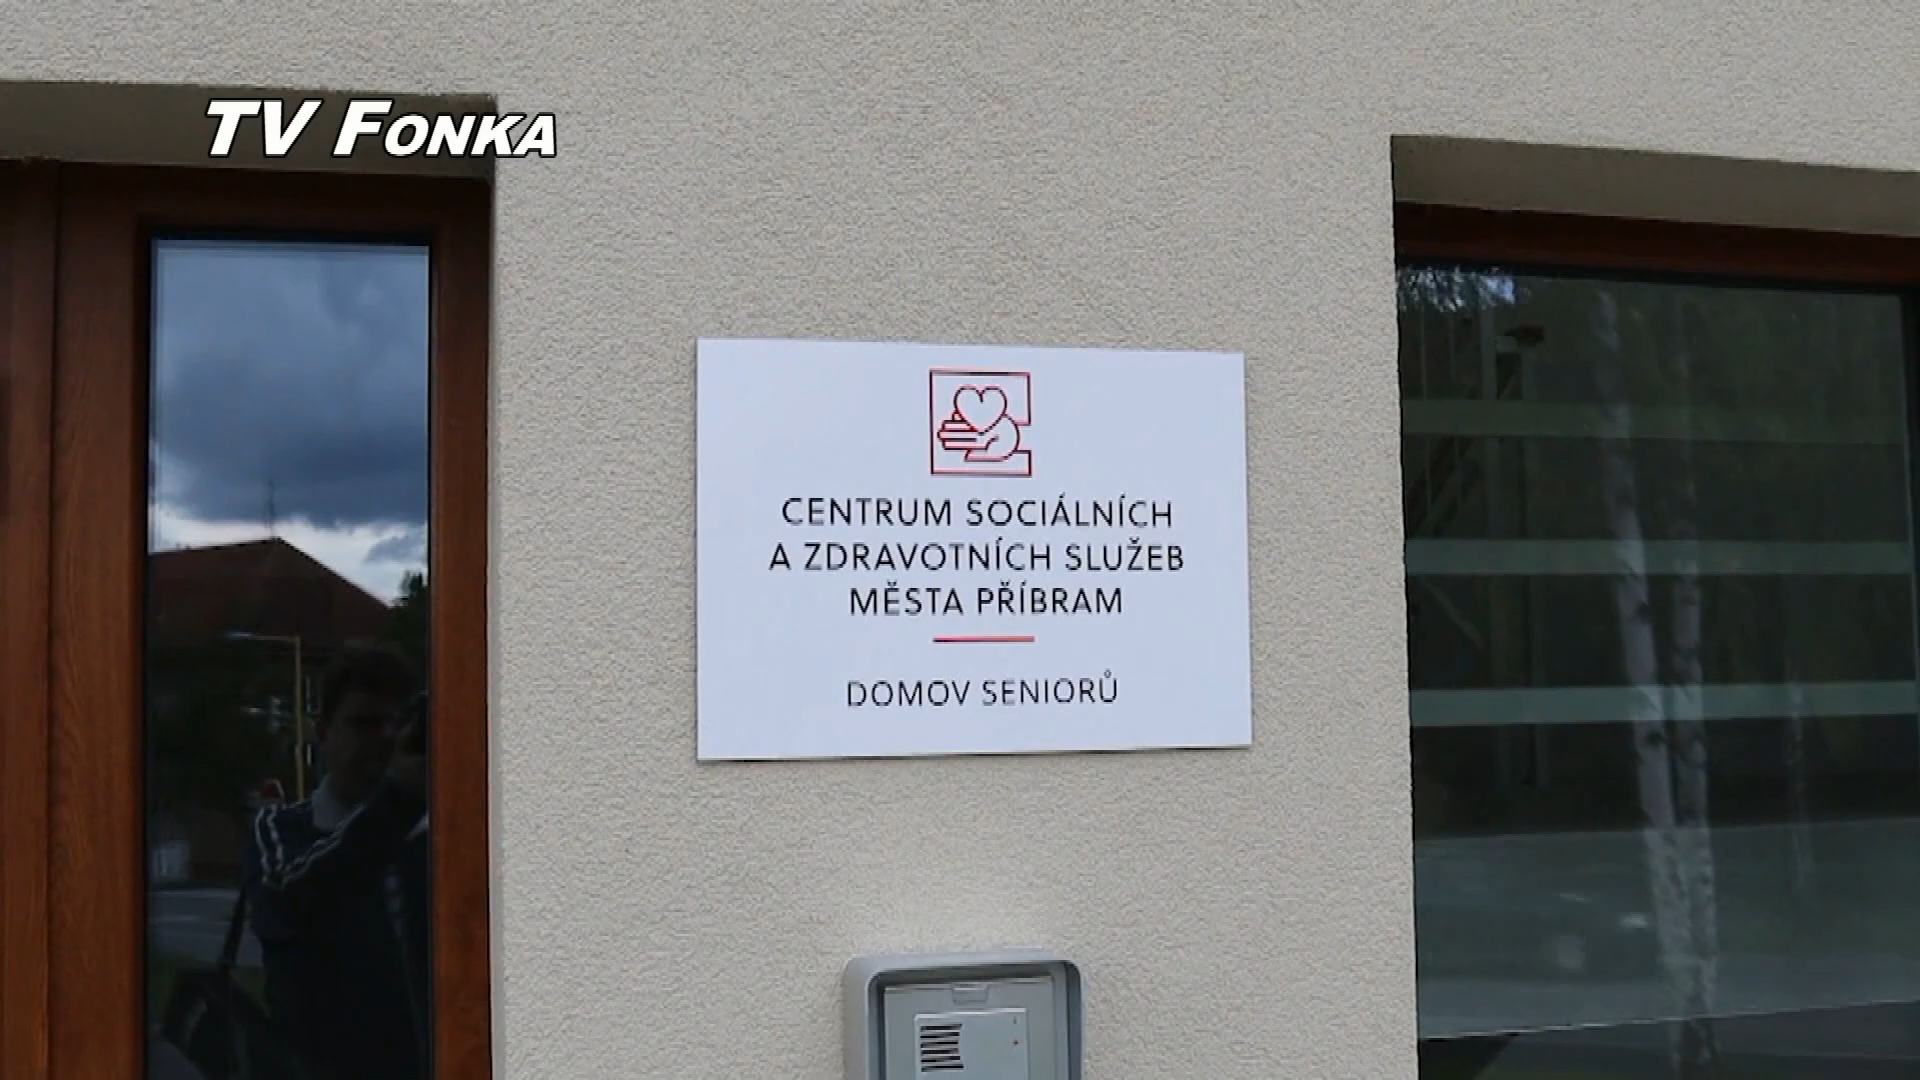 TV FONKA
CENTRUM SOCIÁLNÍCH
A ZDRAVOTNÍCH SLUŽEB
MĚSTA PŘÍBRAM
DOMOV SENIORŮ